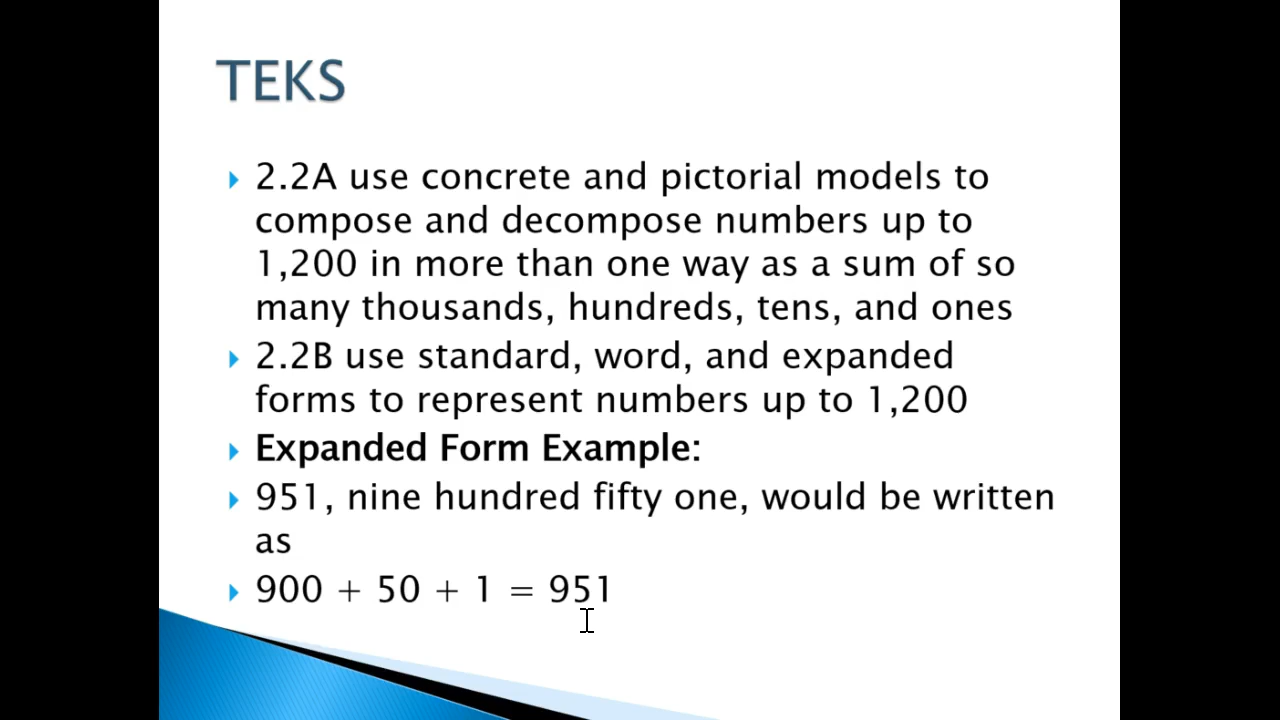 TEKS
2.2A use concrete and pictorial models to
compose and decompose numbers up to
1,200 in more than one way as a sum of so
many thousands, hundreds, tens, and ones
2.2B use standard, word, and expanded
forms to represent numbers up to 1,200
Expanded Form Example:
951, nine hundred fifty one, would be written
as
900 + 50 + 1 = 951